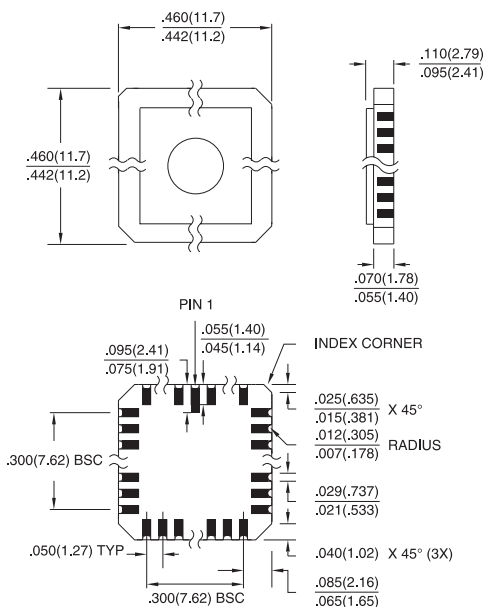 .460(11.7)
.442(11.2)
.110(2.79)
.095(2.41)
.460(11.7)
.442(11.2)
.070(1.78)
.055(1.40)
PIN 1
.055(1.40)
.045(1.14)
.095(2.41)
.075(1.91)
INDEX CORNER
.025(.635)
.015(.381)
X 45°
.012(.305)
.007(.178)
RADIUS
.300(7.62) BSC
.029(.737)
.021(.533)
.050(1.27) TYP
.040(1.02) X 45° (3X)
.300(7.62) BSC
.085(2.16)
.065(1.65)